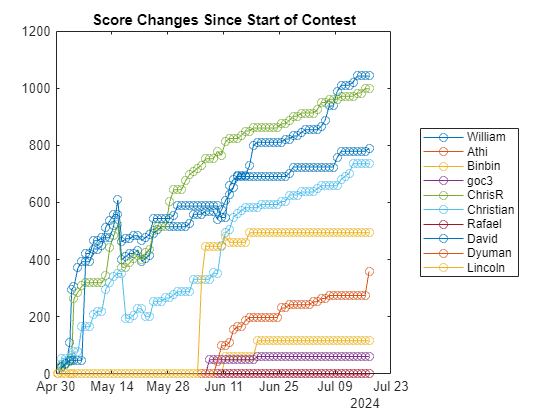 Score Changes Since Start of Contest
1200
1000
800
600
400
200
0
Apr 30 May 14 May 28 Jun 11 Jun 25 Jul 09 Jul 23
2024
William
Athi
Binbin
goc3
ChrisR
Christian
Rafael
David
Dyuman
Lincoln